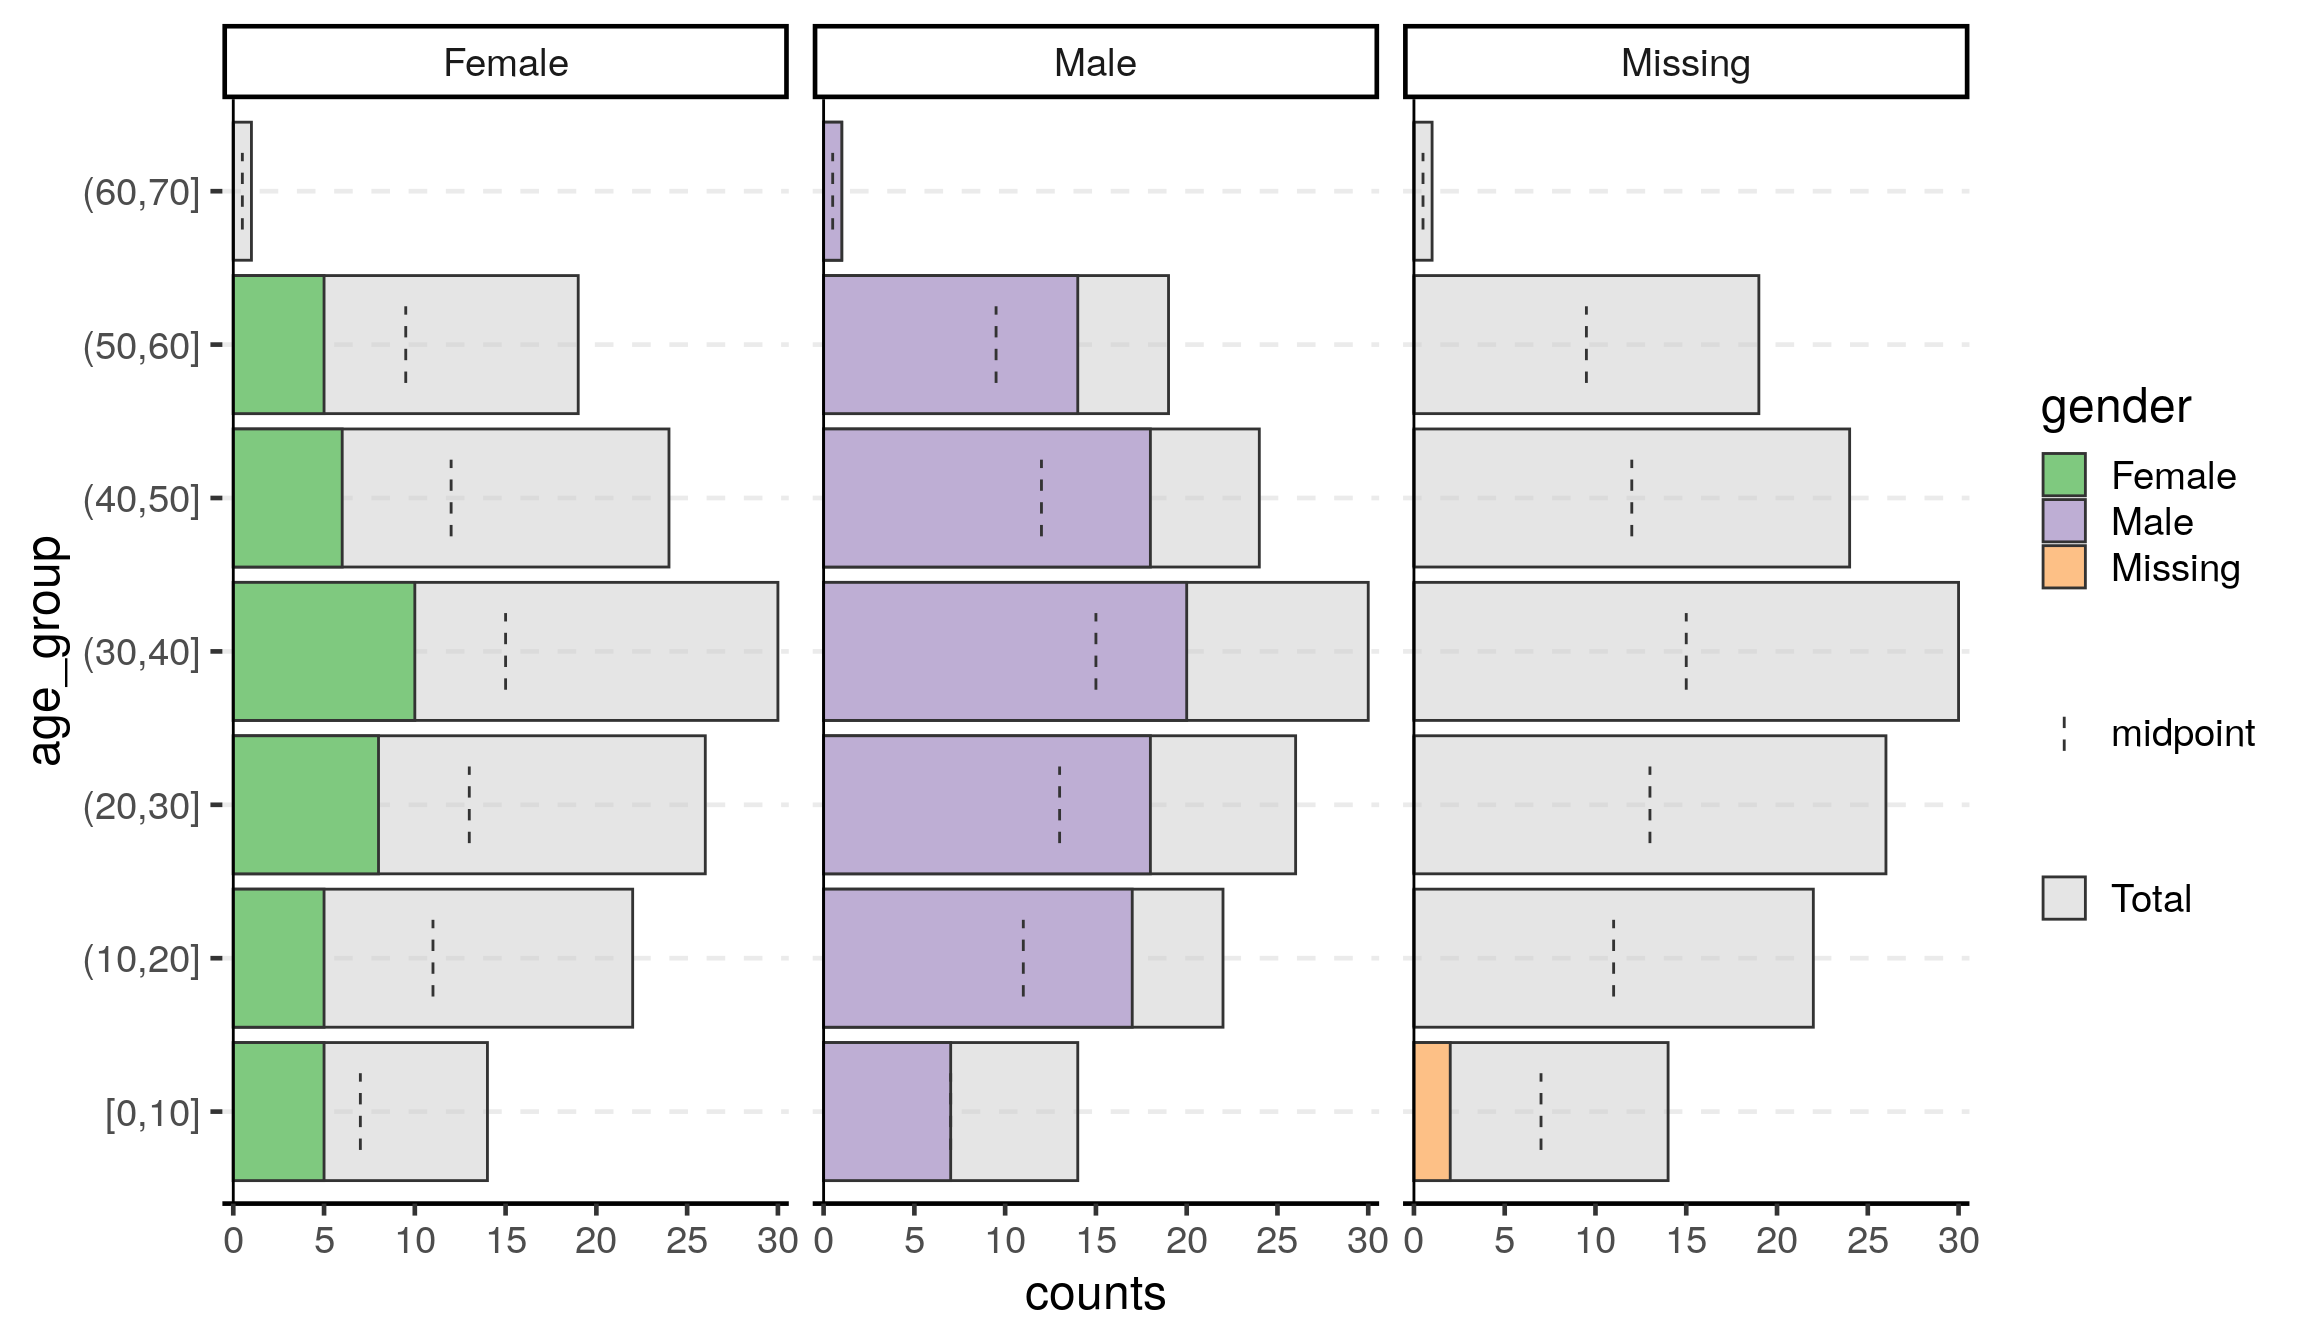 Female
Male
Missing
(60,70]
(50,60]
(40,50]
(30,40]
(20,30]
(10,20]
[0,10]
age_group
0 5 10 15 20 25 30
0 5 10 15 20 25 30
0 5 10 15 20 25 30
counts
gender
Female
Male
Missing
midpoint
Total